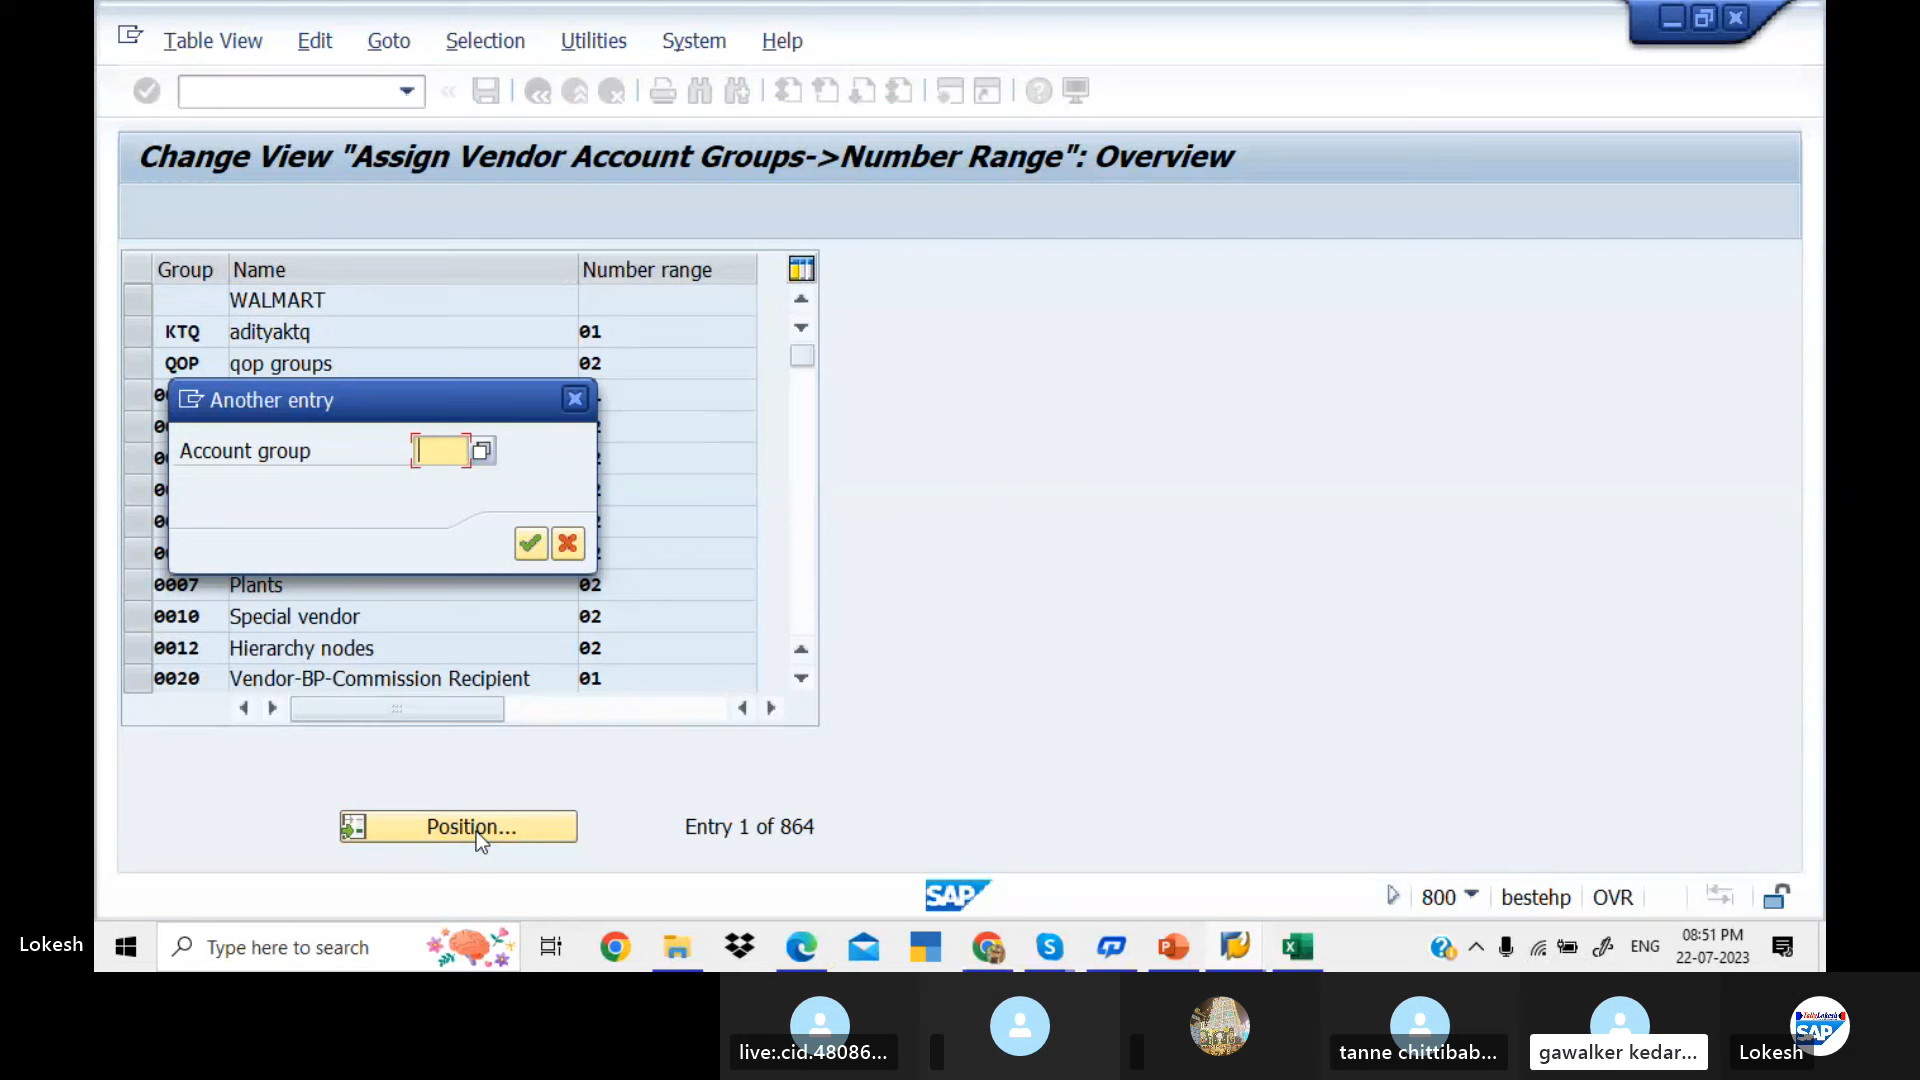 Table View Edit Goto Selection Utilities System Help
Change View "Assign Vendor Account Groups->Number Range": Overview
Group Name Number range
WALMART
KTQ adityaktq 01
QOP qop groups 02
Another entry
Account group
0007 Plants 02
0010 Special vendor 02
0012 Hierarchy nodes 02
0020 Vendor-BP-Commission Recipient 01
Position... Entry 1 of 864
SAP 800 bestehp OVR
Lokesh Type here to search ENG 08:51 PM
22-07-2023
live:.cid.48086... tanne chittibab... gawalker kedar... Lokesh
SAP